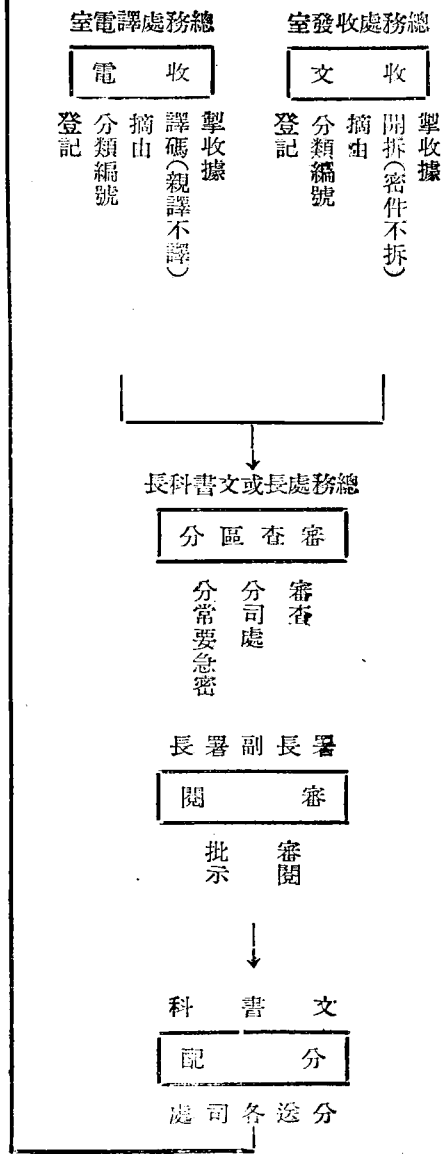 總務處收發室
收文
掣收據
開拆(密件不拆)
摘由
分類編號
登記
總務處譯電室
收電
掣收據
譯碼(親譯不譯)
摘由
分類編號
登記
總務處長或文書科長
審查區分
審查
分司處
分常要急密
署長副署長
審閱
審閱
批示
文書科
分配
分送各司處